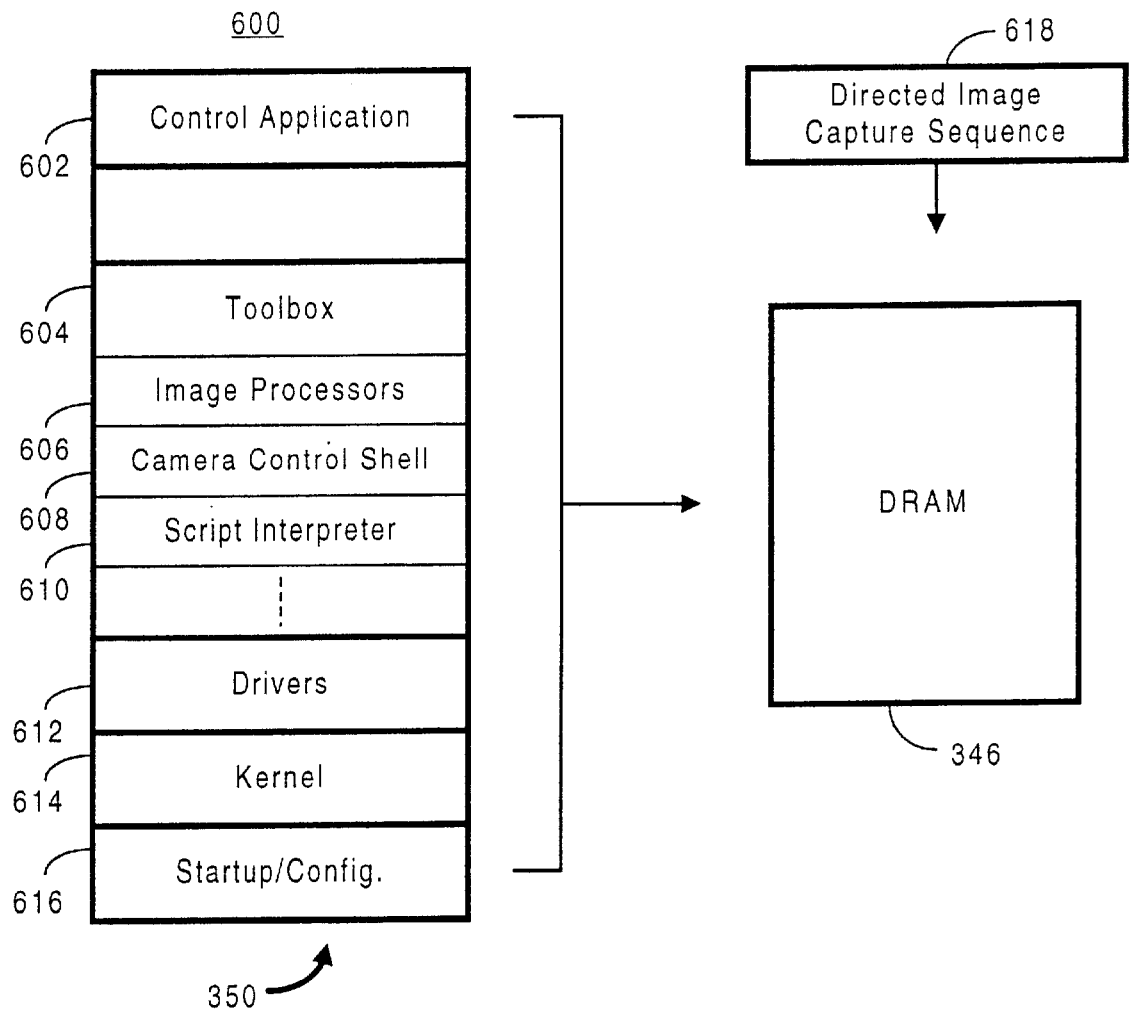 600
618
Directed Image
Capture Sequence
Control Application
602
Toolbox
604
Image Processors
606
Camera Control Shell
608
Script Interpreter
610
DRAM
Drivers
612
346
Kernel
614
Startup/Config.
616
350